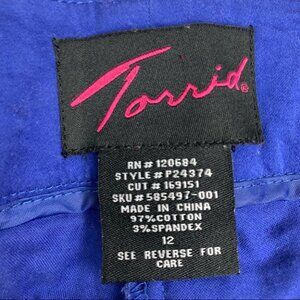 Torrid®
RN # 120684
STYLE # P24374
CUT # 169151
SKU # 585497-001
MADE IN CHINA
97% COTTON
3% SPANDEX
12
SEE REVERSE FOR
CARE